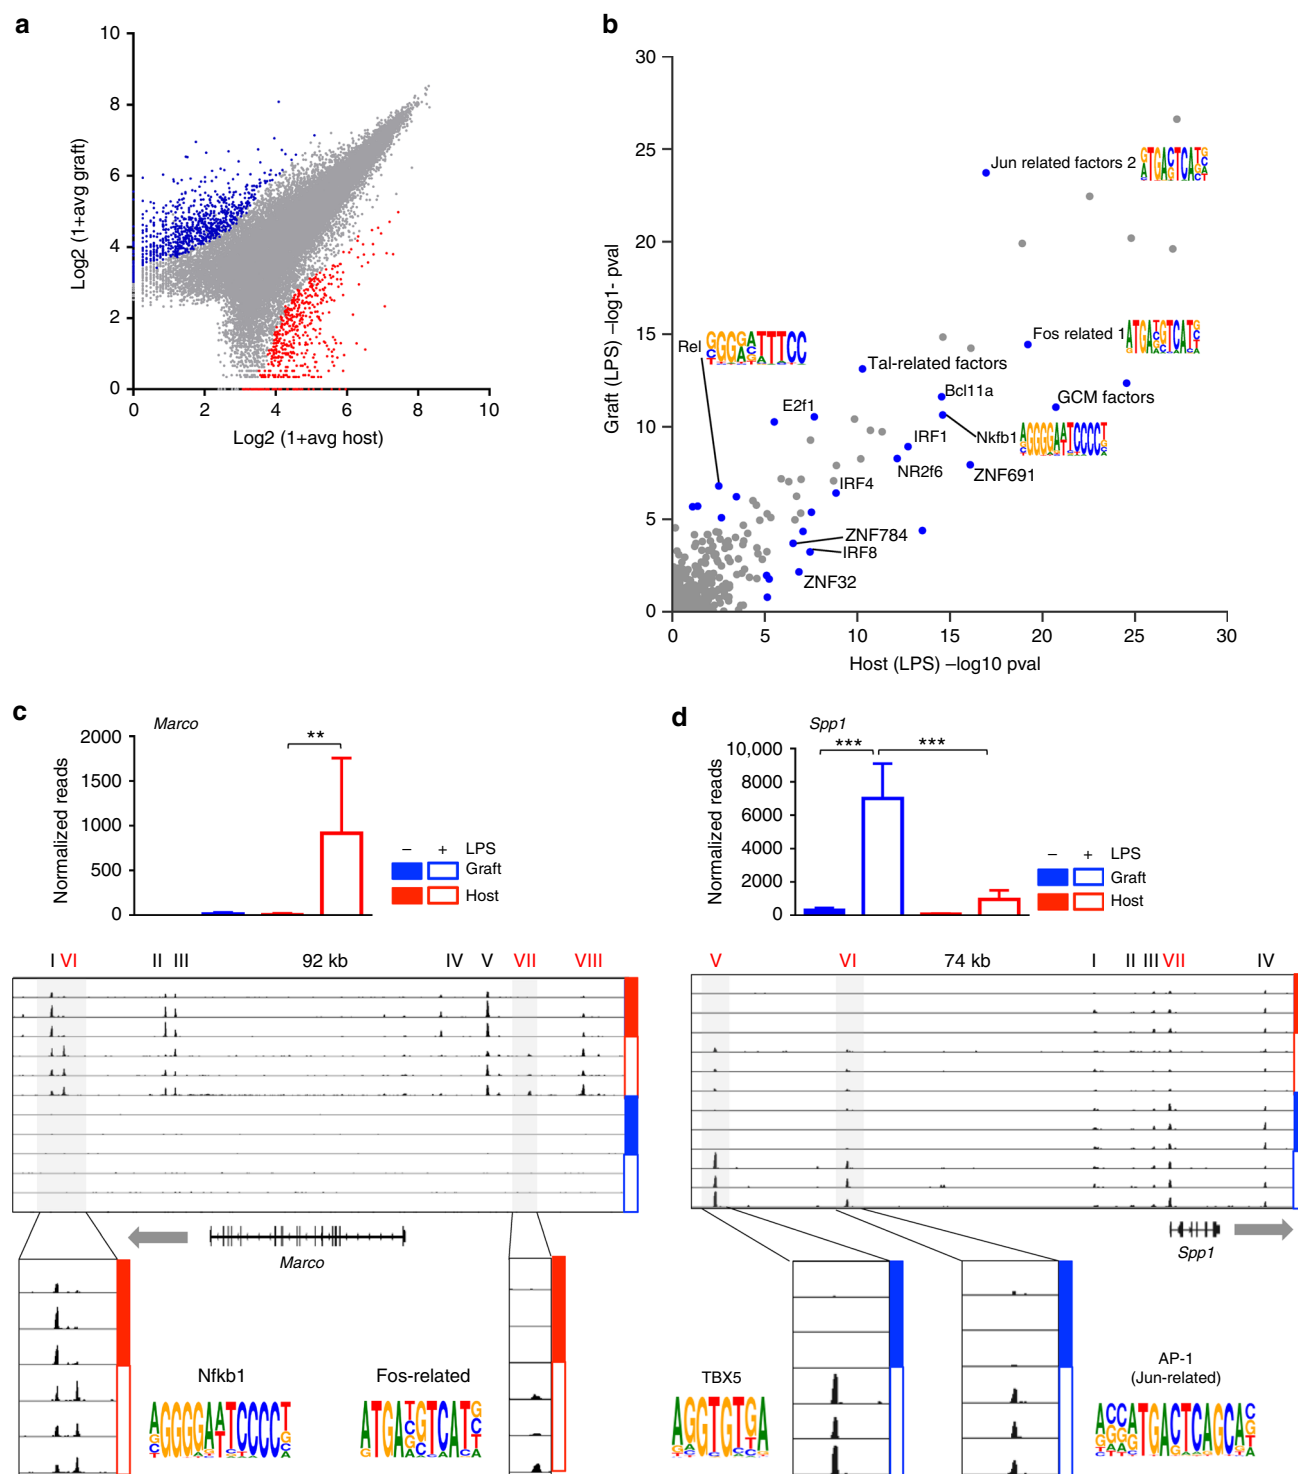 a
10
8
6
4
2
0
Log2 (1+avg graft)
0 2 4 6 8 10
Log2 (1+avg host)
b
30
25
20
15
10
5
0
Graft (LPS) –log1- pval
Jun related factors 2
Fos related 1
Rel
Tal-related factors
Bcl11a
GCM factors
E2f1
Nkfb1
IRF1
NR2f6
ZNF691
IRF4
ZNF784
IRF8
ZNF32
0 5 10 15 20 25 30
Host (LPS) –log10 pval
c
Marco
**
2000
1500
1000
500
0
Normalized reads
– + LPS
Graft
Host
I VI II III 92 kb IV V VII VIII
Marco
Nfkb1
AGGGGAATCCCCT
Fos-related
ATGATGTCATG
d
Spp1
*** ***
10,000
8000
6000
4000
2000
0
Normalized reads
– + LPS
Graft
Host
V VI 74 kb I II III VII IV
Spp1
TBX5
AGGTGTGA
AP-1
(Jun-related)
ACCATGACTCAGCAC